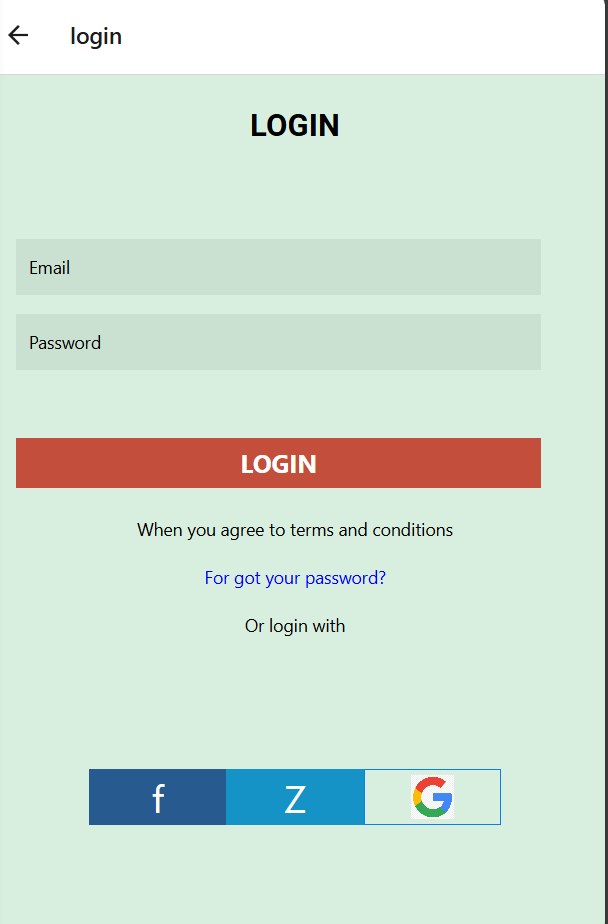 login
LOGIN
Email
Password
LOGIN
When you agree to terms and conditions
For got your password?
Or login with
f Z G